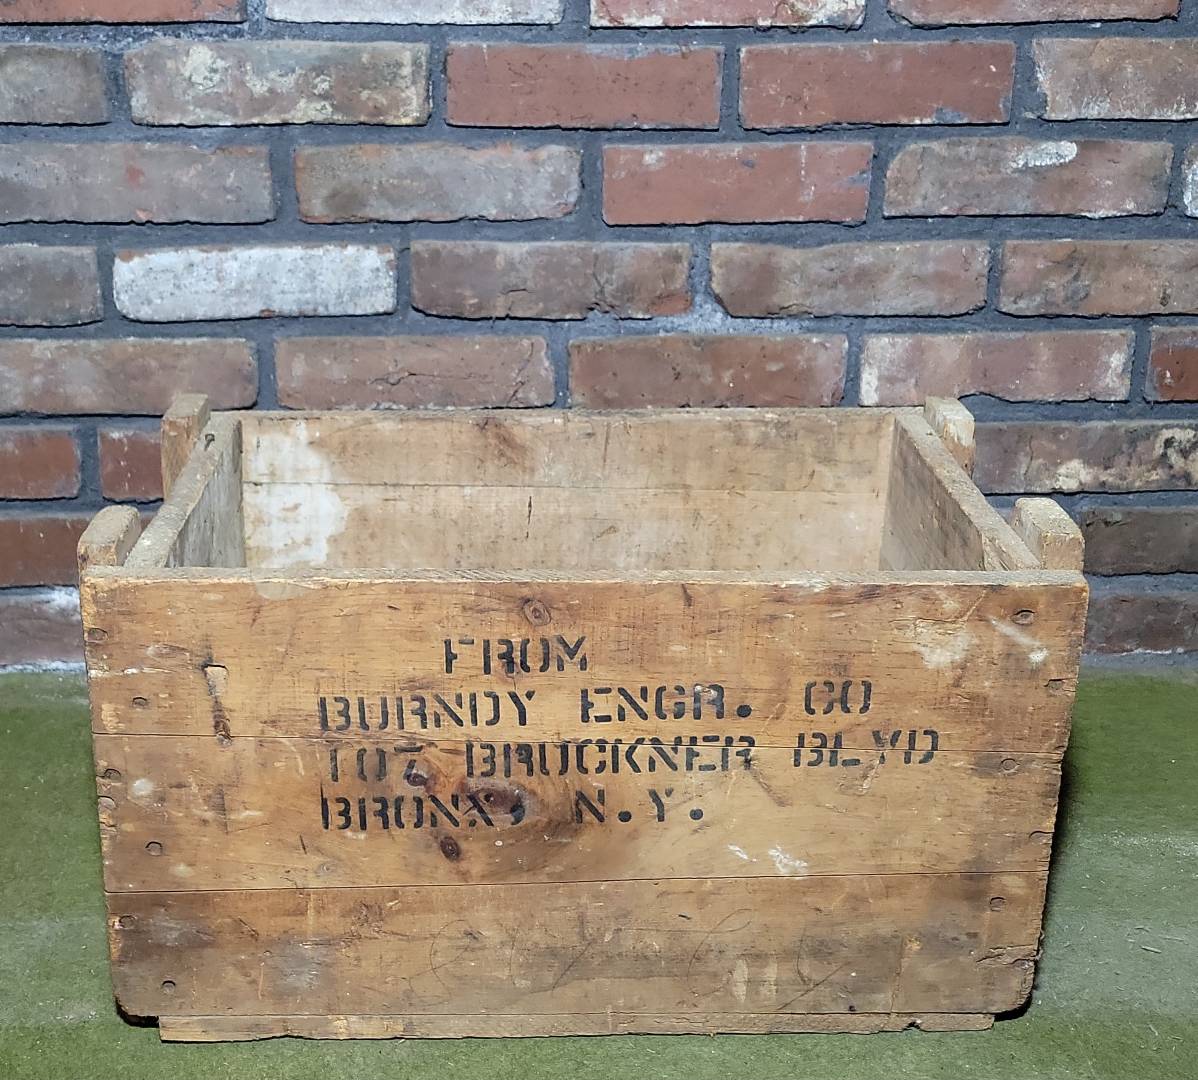 FROM
BURNDY ENGR. CO
107 BRUCKNER BLVD
BRONX, N.Y.